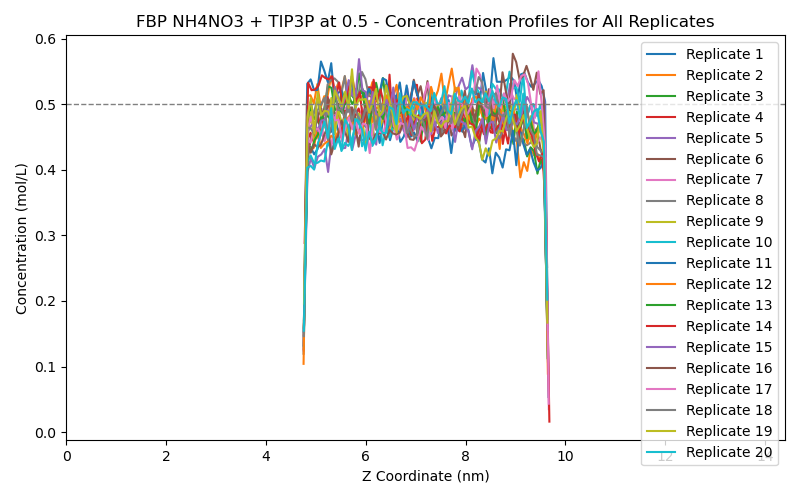 FBP NH4NO3 + TIP3P at 0.5 - Concentration Profiles for All Replicates
Concentration (mol/L)
0.6
0.5
0.4
0.3
0.2
0.1
0.0
0 2 4 6 8 10 12 14
Z Coordinate (nm)
Replicate 1
Replicate 2
Replicate 3
Replicate 4
Replicate 5
Replicate 6
Replicate 7
Replicate 8
Replicate 9
Replicate 10
Replicate 11
Replicate 12
Replicate 13
Replicate 14
Replicate 15
Replicate 16
Replicate 17
Replicate 18
Replicate 19
Replicate 20